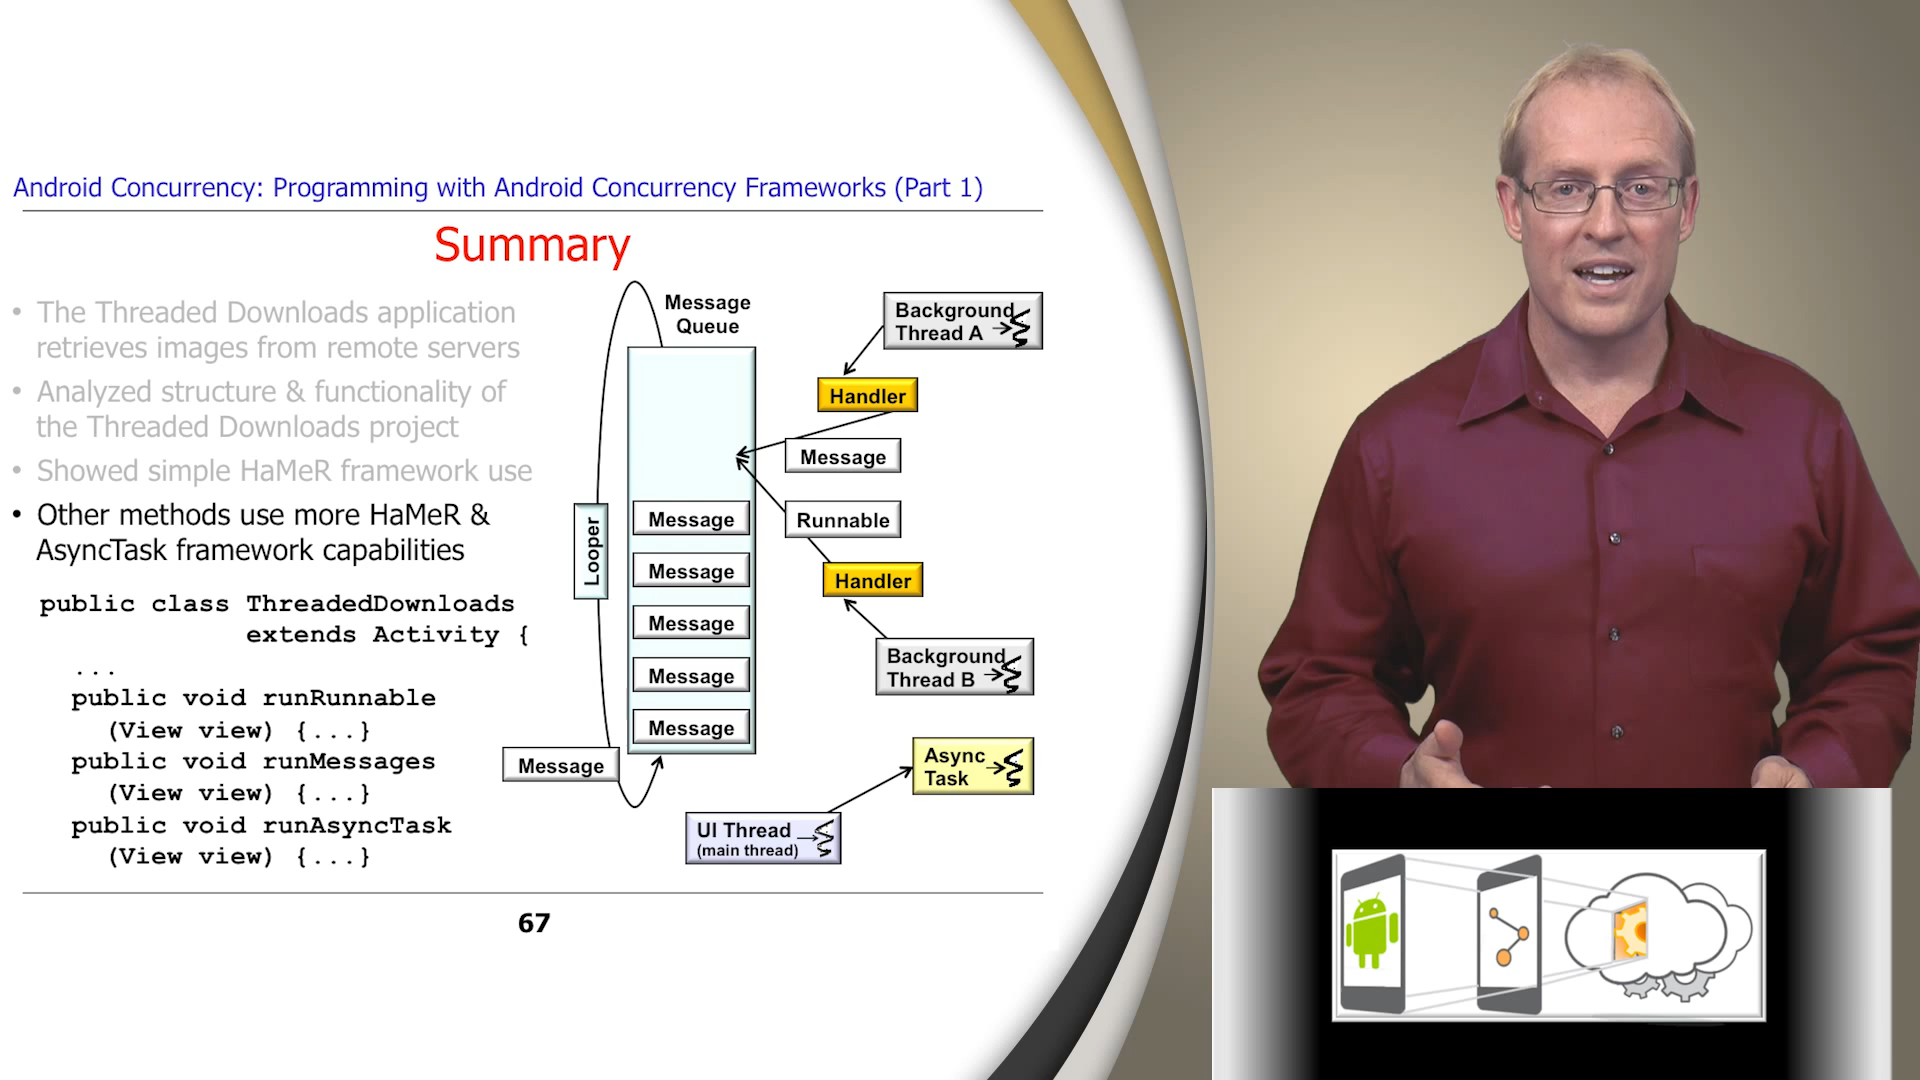 Android Concurrency: Programming with Android Concurrency Frameworks (Part 1)
Summary
• The Threaded Downloads application
retrieves images from remote servers
• Analyzed structure & functionality of
the Threaded Downloads project
• Showed simple HaMeR framework use
• Other methods use more HaMeR &
AsyncTask framework capabilities
public class ThreadedDownloads
extends Activity {
...
public void runRunnable
(View view) {...}
public void runMessages
(View view) {...}
public void runAsyncTask
(View view) {...}
Message
Queue
Looper
Message
Message
Message
Message
Message
Message
Background
Thread A
Handler
Message
Runnable
Handler
Background
Thread B
Async
Task
UI Thread
(main thread)
67